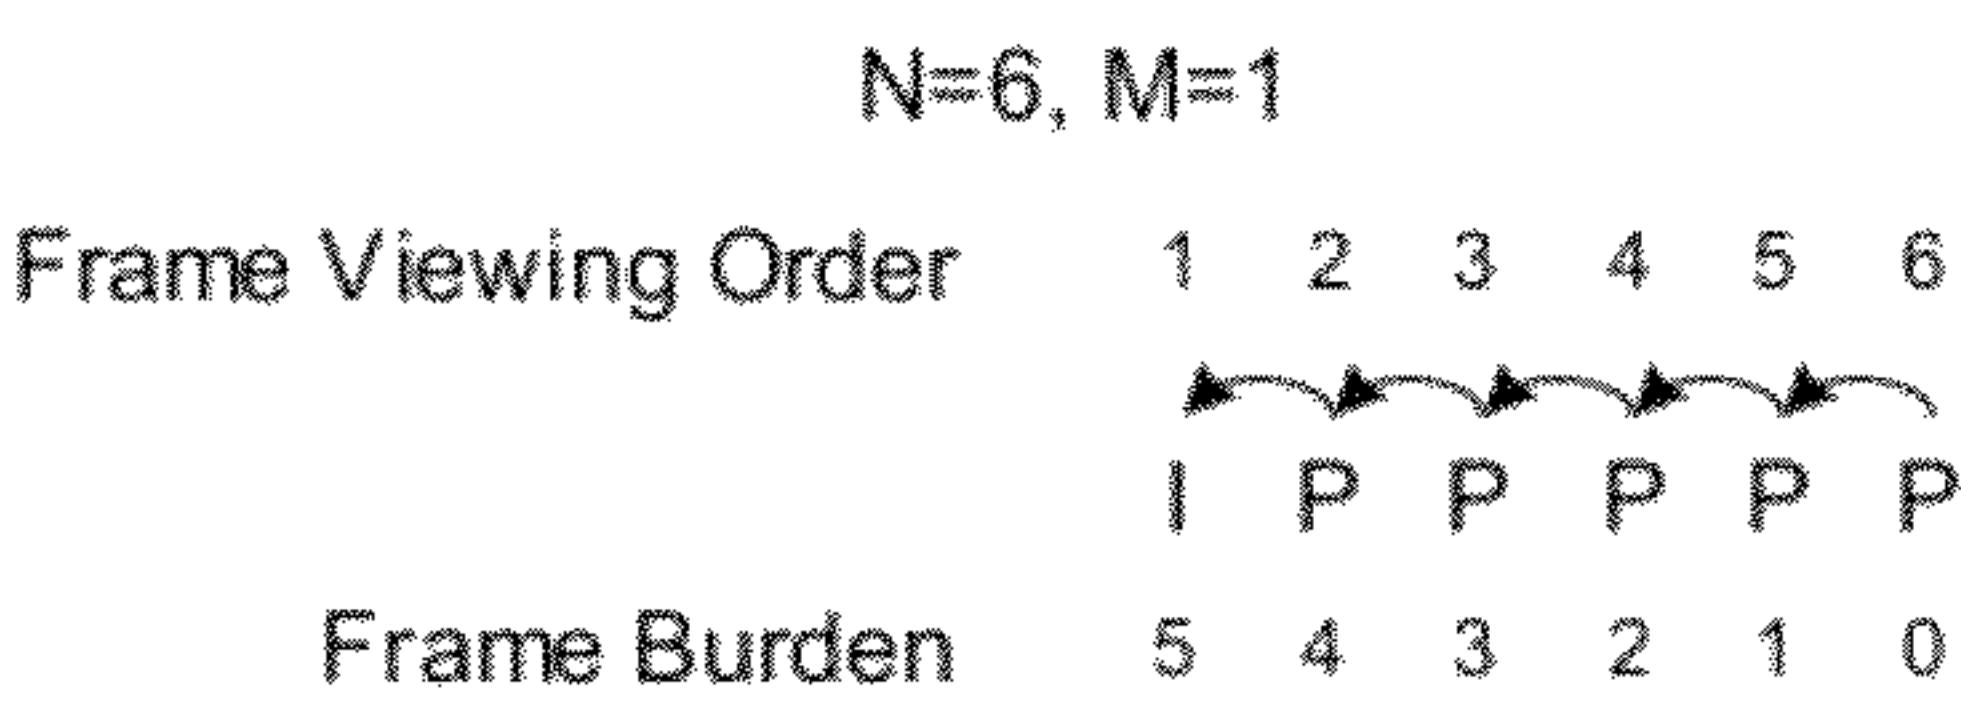 N=6, M=1
Frame Viewing Order 1 2 3 4 5 6
I P P P P P
Frame Burden 5 4 3 2 1 0